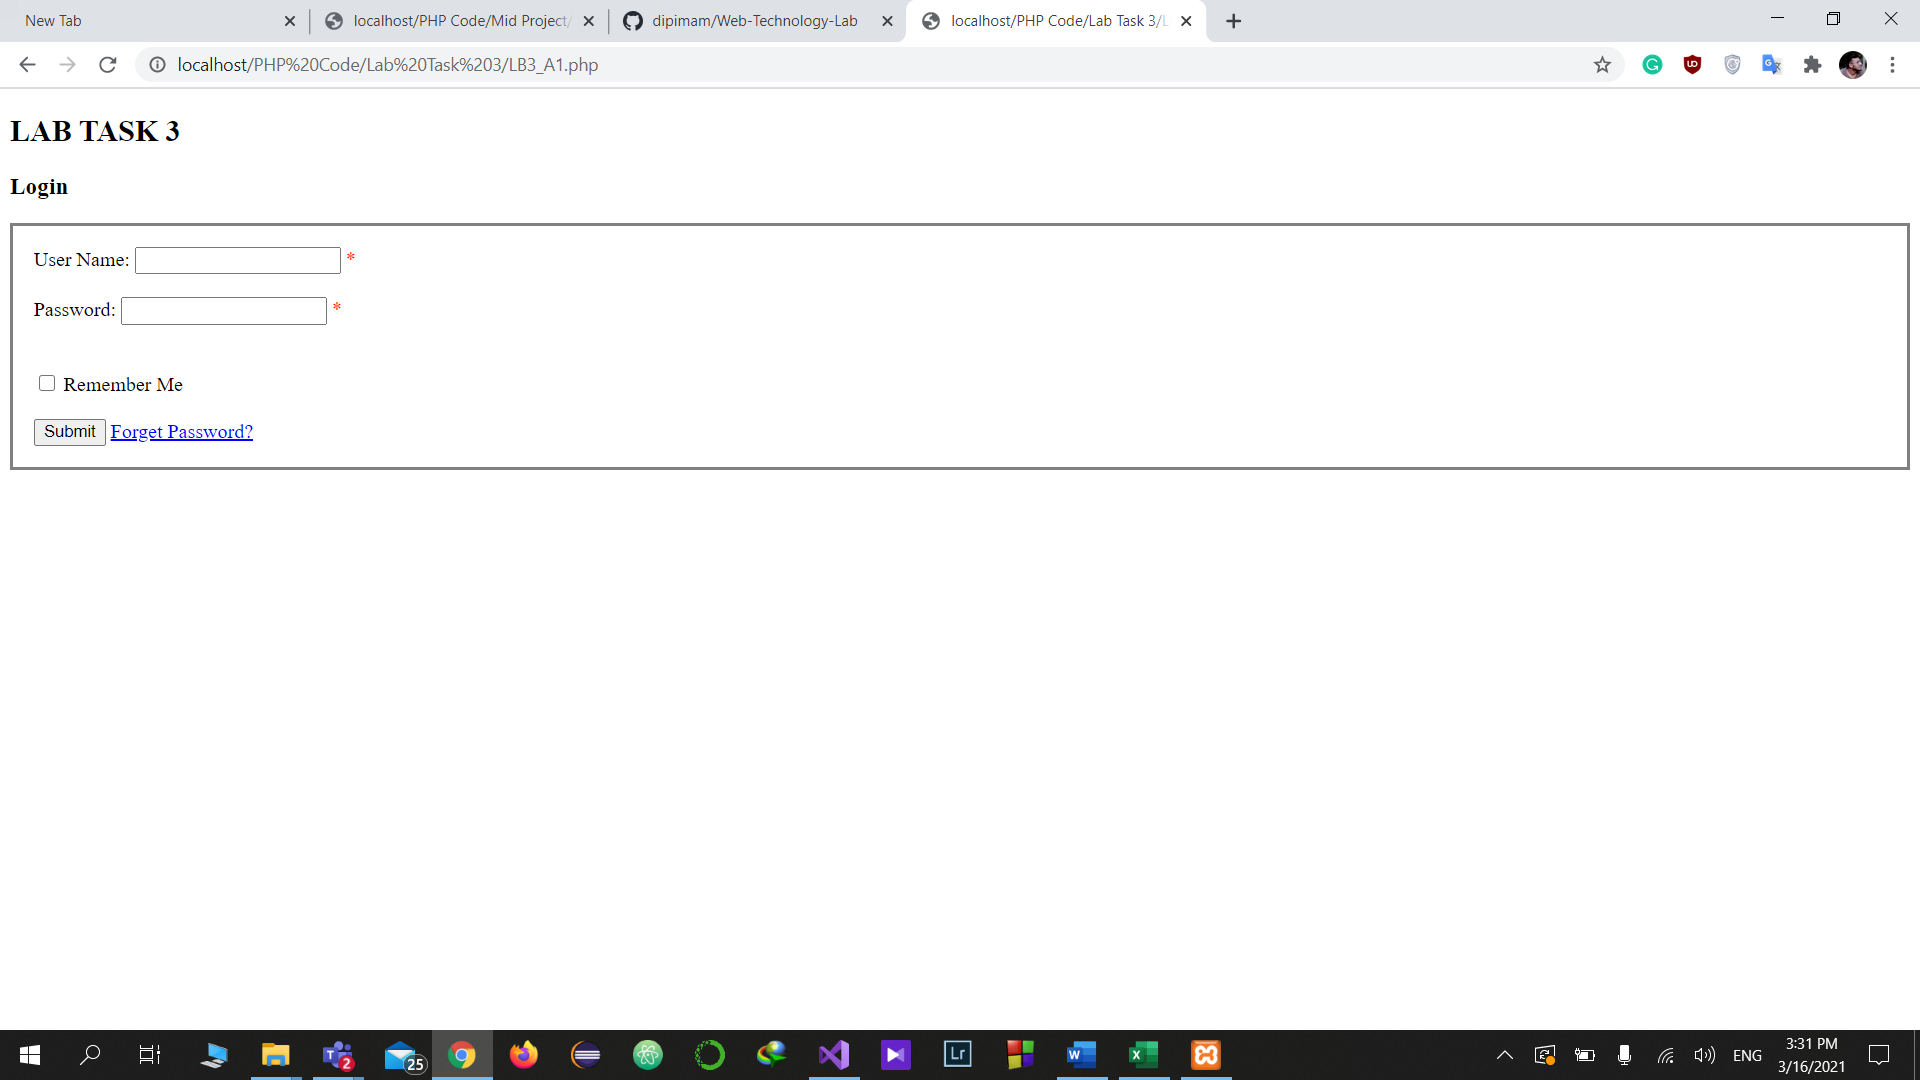 New Tab
localhost/PHP Code/Mid Project/
dipimam/Web-Technology-Lab
localhost/PHP Code/Lab Task 3/L
localhost/PHP%20Code/Lab%20Task%203/LB3_A1.php
LAB TASK 3
Login
User Name: *
Password: *
Remember Me
Submit Forget Password?
2
25
Lr
ENG
3:31 PM
3/16/2021